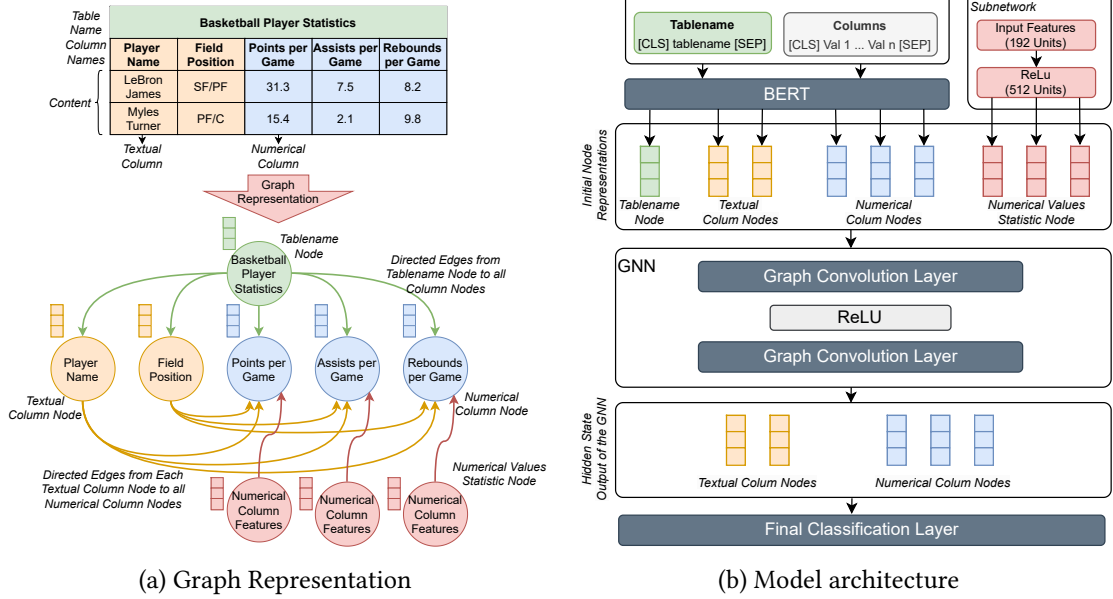 Table
Name
Column
Names
Content
Basketball Player Statistics
Player
Name
Field
Position
Points per
Game
Assists per
Game
Rebounds
per Game
LeBron
James
SF/PF
31.3
7.5
8.2
Myles
Turner
PF/C
15.4
2.1
9.8
Textual
Column
Numerical
Column
Graph
Representation
Tablename
Node
Basketball
Player
Statistics
Directed Edges from
Tablename Node to all
Column Nodes
Player
Name
Field
Position
Points per
Game
Assists per
Game
Rebounds
per Game
Textual
Column Node
Numerical
Column Node
Directed Edges from Each
Textual Column Node to all
Numerical Column Nodes
Numerical Values
Statistic Node
Numerical
Column
Features
Numerical
Column
Features
Numerical
Column
Features
(a) Graph Representation
Tablename
[CLS] tablename [SEP]
Columns
[CLS] Val 1 ... Val n [SEP]
Subnetwork
Input Features
(192 Units)
ReLu
(512 Units)
BERT
Initial Node
Representations
Tablename
Node
Textual
Colum Nodes
Numerical
Colum Nodes
Numerical Values
Statistic Node
GNN
Graph Convolution Layer
ReLU
Graph Convolution Layer
Hidden State
Output of the GNN
Textual Colum Nodes
Numerical Colum Nodes
Final Classification Layer
(b) Model architecture